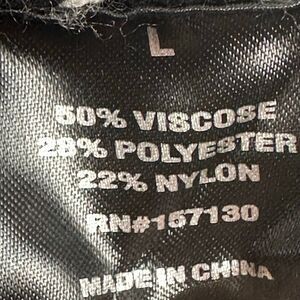 L
50% VISCOSE
28% POLYESTER
22% NYLON
RN#157130
MADE IN CHINA